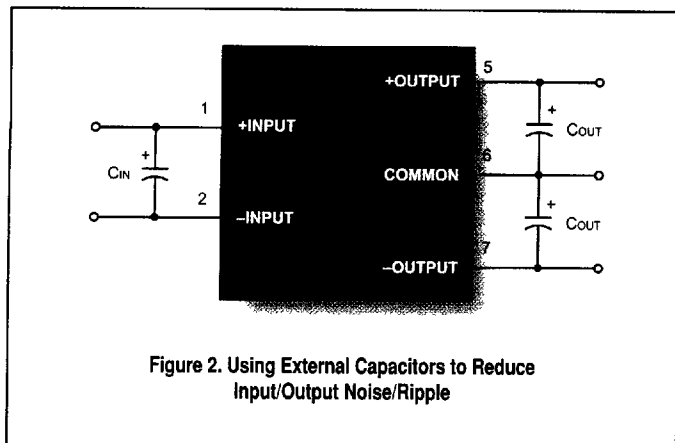 5
+OUTPUT
1
+
+INPUT
COUT
+
6
CIN
COMMON
2
+
–INPUT
COUT
7
–OUTPUT
Figure 2. Using External Capacitors to Reduce
Input/Output Noise/Ripple